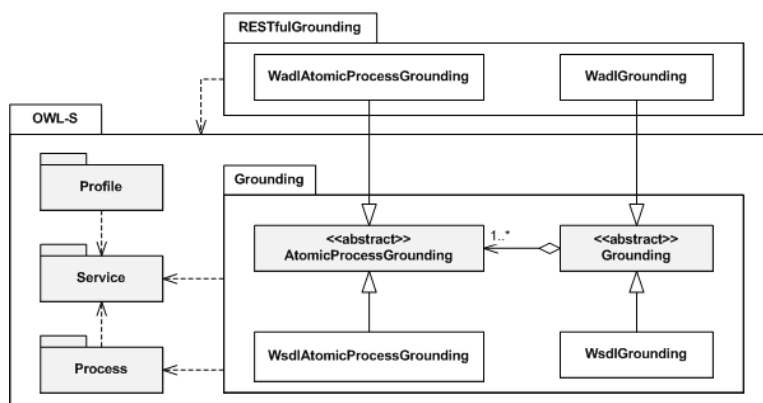 RESTfulGrounding
WadlAtomicProcessGrounding
WadlGrounding
OWL-S
Profile
Grounding
<<abstract>>
AtomicProcessGrounding
1..*
<<abstract>>
Grounding
Service
Process
WsdlAtomicProcessGrounding
WsdlGrounding